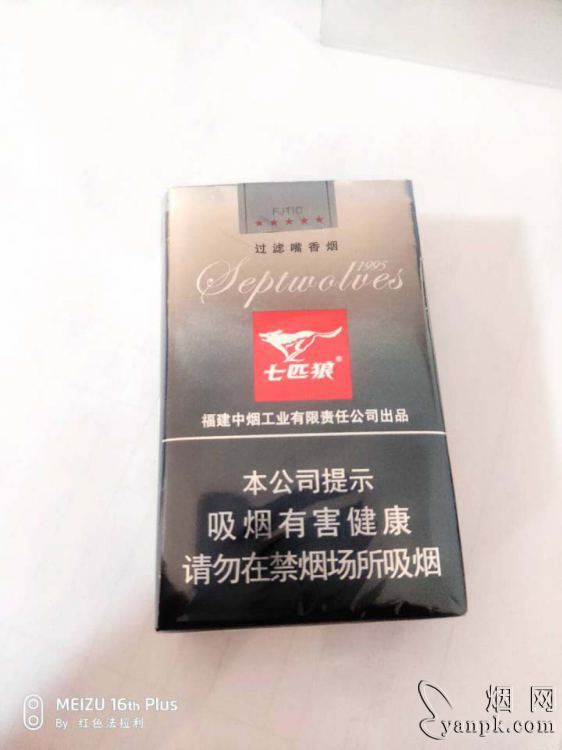 FJTIC
★★★★★
过滤嘴香烟
1995
Septwolves
七匹狼®
福建中烟工业有限责任公司出品
本公司提示
吸烟有害健康
请勿在禁烟场所吸烟
MEIZU 16th Plus
By : 红色法拉利
烟网
yanpk.com